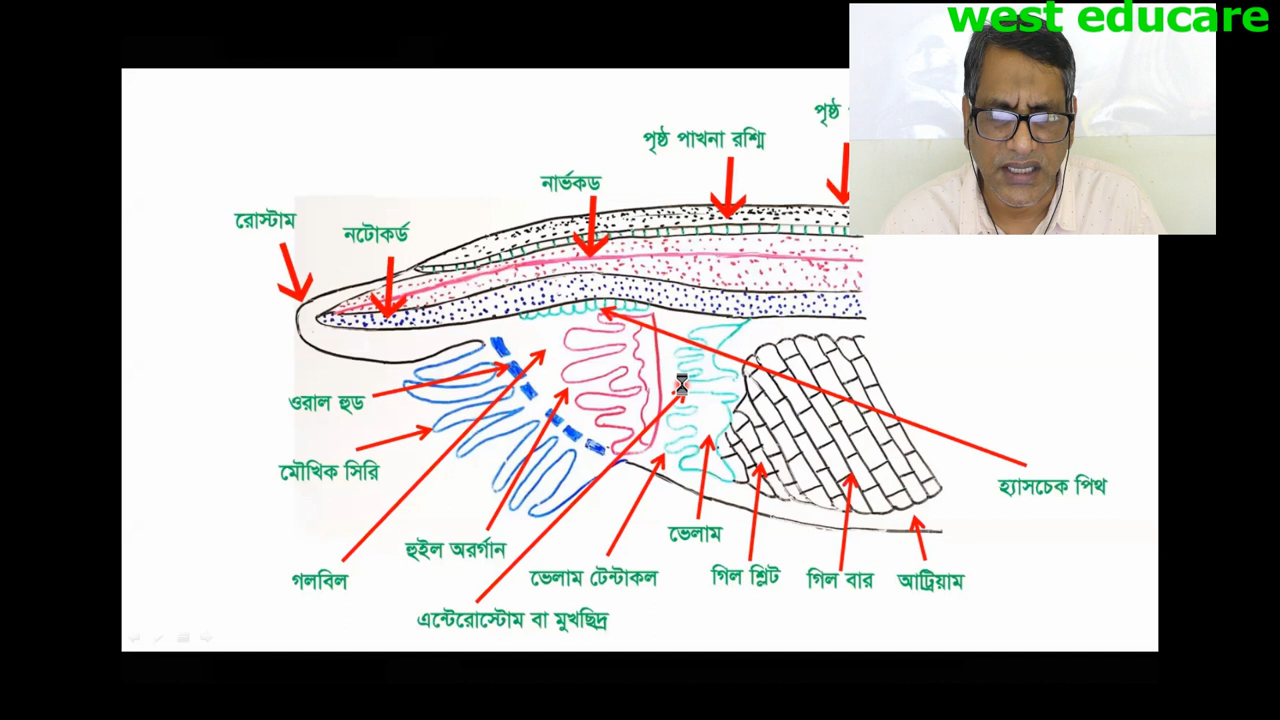 west educare
পৃষ্ঠ
পৃষ্ঠ পাখনা রশ্মি
নার্ভকড
রোস্টাম
নটোকর্ড
ওরাল হুড
মৌখিক সিরি
হ্যাসচেক পিথ
হুইল অরর্গান
ভেলাম
গলবিল
ভেলাম টেন্টাকল
গিল স্লিট
গিল বার
আট্রিয়াম
এন্টেরোস্টোম বা মুখছিদ্র